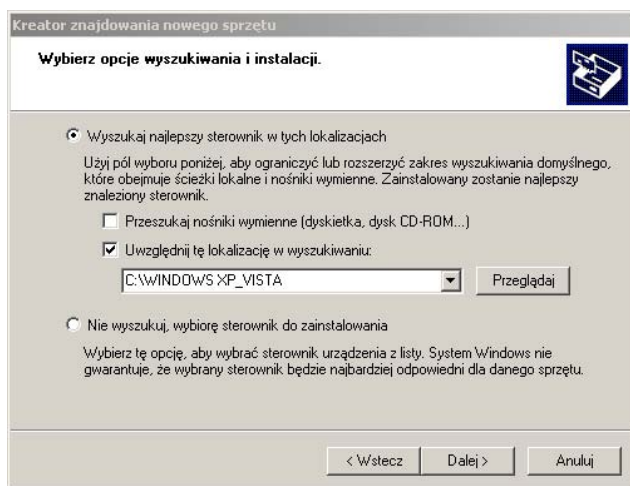 Kreator znajdowania nowego sprzętu
Wybierz opcje wyszukiwania i instalacji.
Wyszukaj najlepszy sterownik w tych lokalizacjach
Użyj pól wyboru poniżej, aby ograniczyć lub rozszerzyć zakres wyszukiwania domyślnego,
które obejmuje ścieżki lokalne i nośniki wymienne. Zainstalowany zostanie najlepszy
znaleziony sterownik.
Przeszukaj nośniki wymienne (dyskietka, dysk CD-ROM...)
Uwzględnij tę lokalizację w wyszukiwaniu:
C:\WINDOWS XP_VISTA
Przeglądaj
Nie wyszukuj, wybiorę sterownik do zainstalowania
Wybierz tę opcję, aby wybrać sterownik urządzenia z listy. System Windows nie
gwarantuje, że wybrany sterownik będzie najbardziej odpowiedni dla danego sprzętu.
< Wstecz
Dalej >
Anuluj